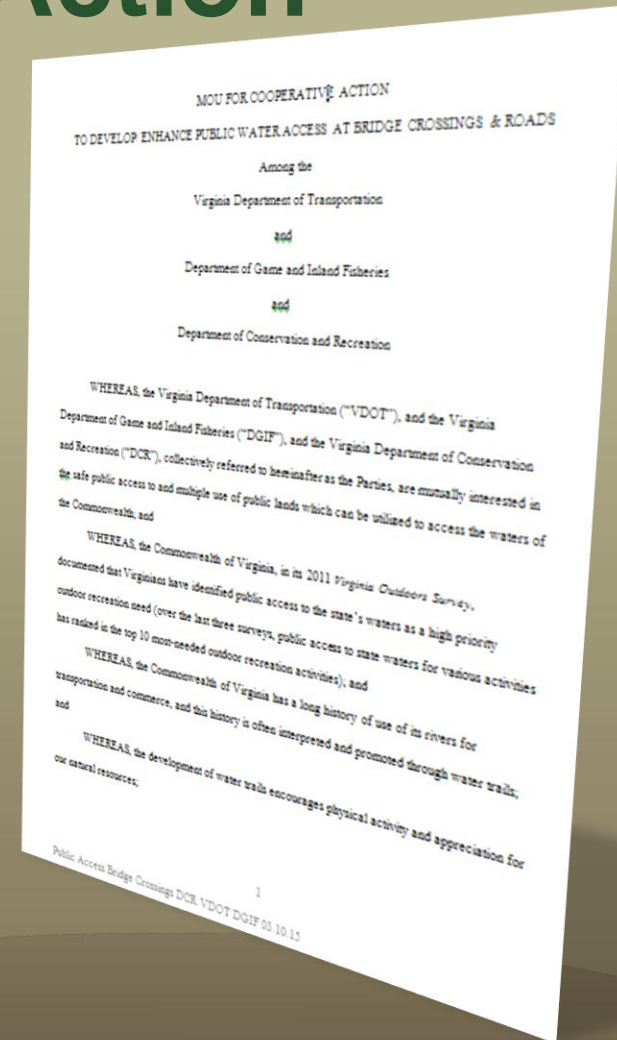 Action
MOU FOR COOPERATIVE ACTION
TO DEVELOP ENHANCE PUBLIC WATER ACCESS AT BRIDGE CROSSINGS & ROADS
Among the
Virginia Department of Transportation
and
Department of Game and Inland Fisheries
and
Department of Conservation and Recreation
WHEREAS, the Virginia Department of Transportation ("VDOT"), and the Virginia
Department of Game and Inland Fisheries ("DGIF"), and the Virginia Department of Conservation
and Recreation ("DCR"), collectively referred to hereinafter as the Parties, are mutually interested in
the safe public access to and multiple use of public lands which can be utilized to access the waters of
the Commonwealth; and
WHEREAS, the Commonwealth of Virginia, in its 2011 Virginia Outdoors Survey,
documented that Virginians have identified public access to the state's waters as a high priority
outdoor recreation need (over the last three surveys, public access to state waters for various activities
has ranked in the top 10 most-needed outdoor recreation activities); and
WHEREAS, the Commonwealth of Virginia has a long history of use of its rivers for
transportation and commerce, and this history is often interpreted and promoted through water trails;
and
WHEREAS, the development of water trails encourages physical activity and appreciation for
our natural resources;
1
Public Access Bridge Crossings DCR VDOT DGIF 03.10.15